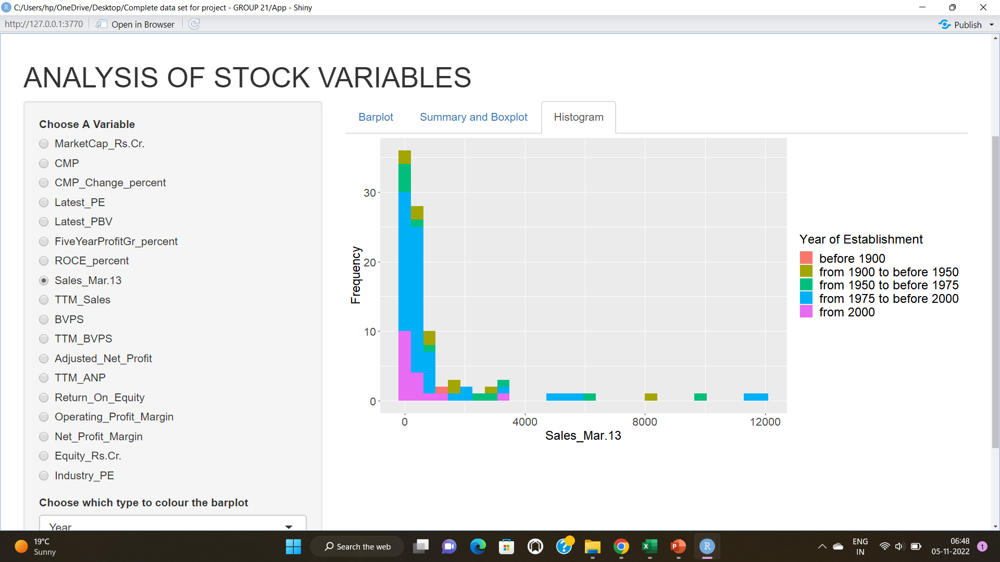 C:/Users/hp/OneDrive/Desktop/Complete data set for project - GROUP 21/App - Shiny
http://127.0.0.1:3770
Open in Browser
Publish
ANALYSIS OF STOCK VARIABLES
Choose A Variable
MarketCap_Rs.Cr.
CMP
CMP_Change_percent
Latest_PE
Latest_PBV
FiveYearProfitGr_percent
ROCE_percent
Sales_Mar.13
TTM_Sales
BVPS
TTM_BVPS
Adjusted_Net_Profit
TTM_ANP
Return_On_Equity
Operating_Profit_Margin
Net_Profit_Margin
Equity_Rs.Cr.
Industry_PE
Choose which type to colour the barplot
Year
Barplot
Summary and Boxplot
Histogram
Frequency
30
20
10
0
0
4000
8000
12000
Sales_Mar.13
Year of Establishment
before 1900
from 1900 to before 1950
from 1950 to before 1975
from 1975 to before 2000
from 2000
19°C
Sunny
Search the web
ENG
IN
06:48
05-11-2022
1